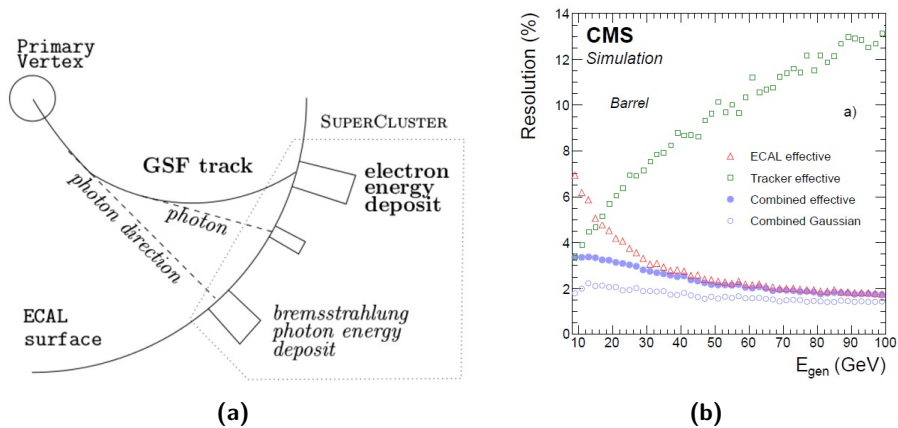 Primary
Vertex
SUPERCLUSTER
GSF track
electron
energy
deposit
photon
photon direction
ECAL
surface
bremsstrahlung
photon energy
deposit
(a)
Resolution (%)
14
12
10
8
6
4
2
0
CMS
Simulation
Barrel
a)
ECAL effective
Tracker effective
Combined effective
Combined Gaussian
10 20 30 40 50 60 70 80 90 100
E_gen (GeV)
(b)